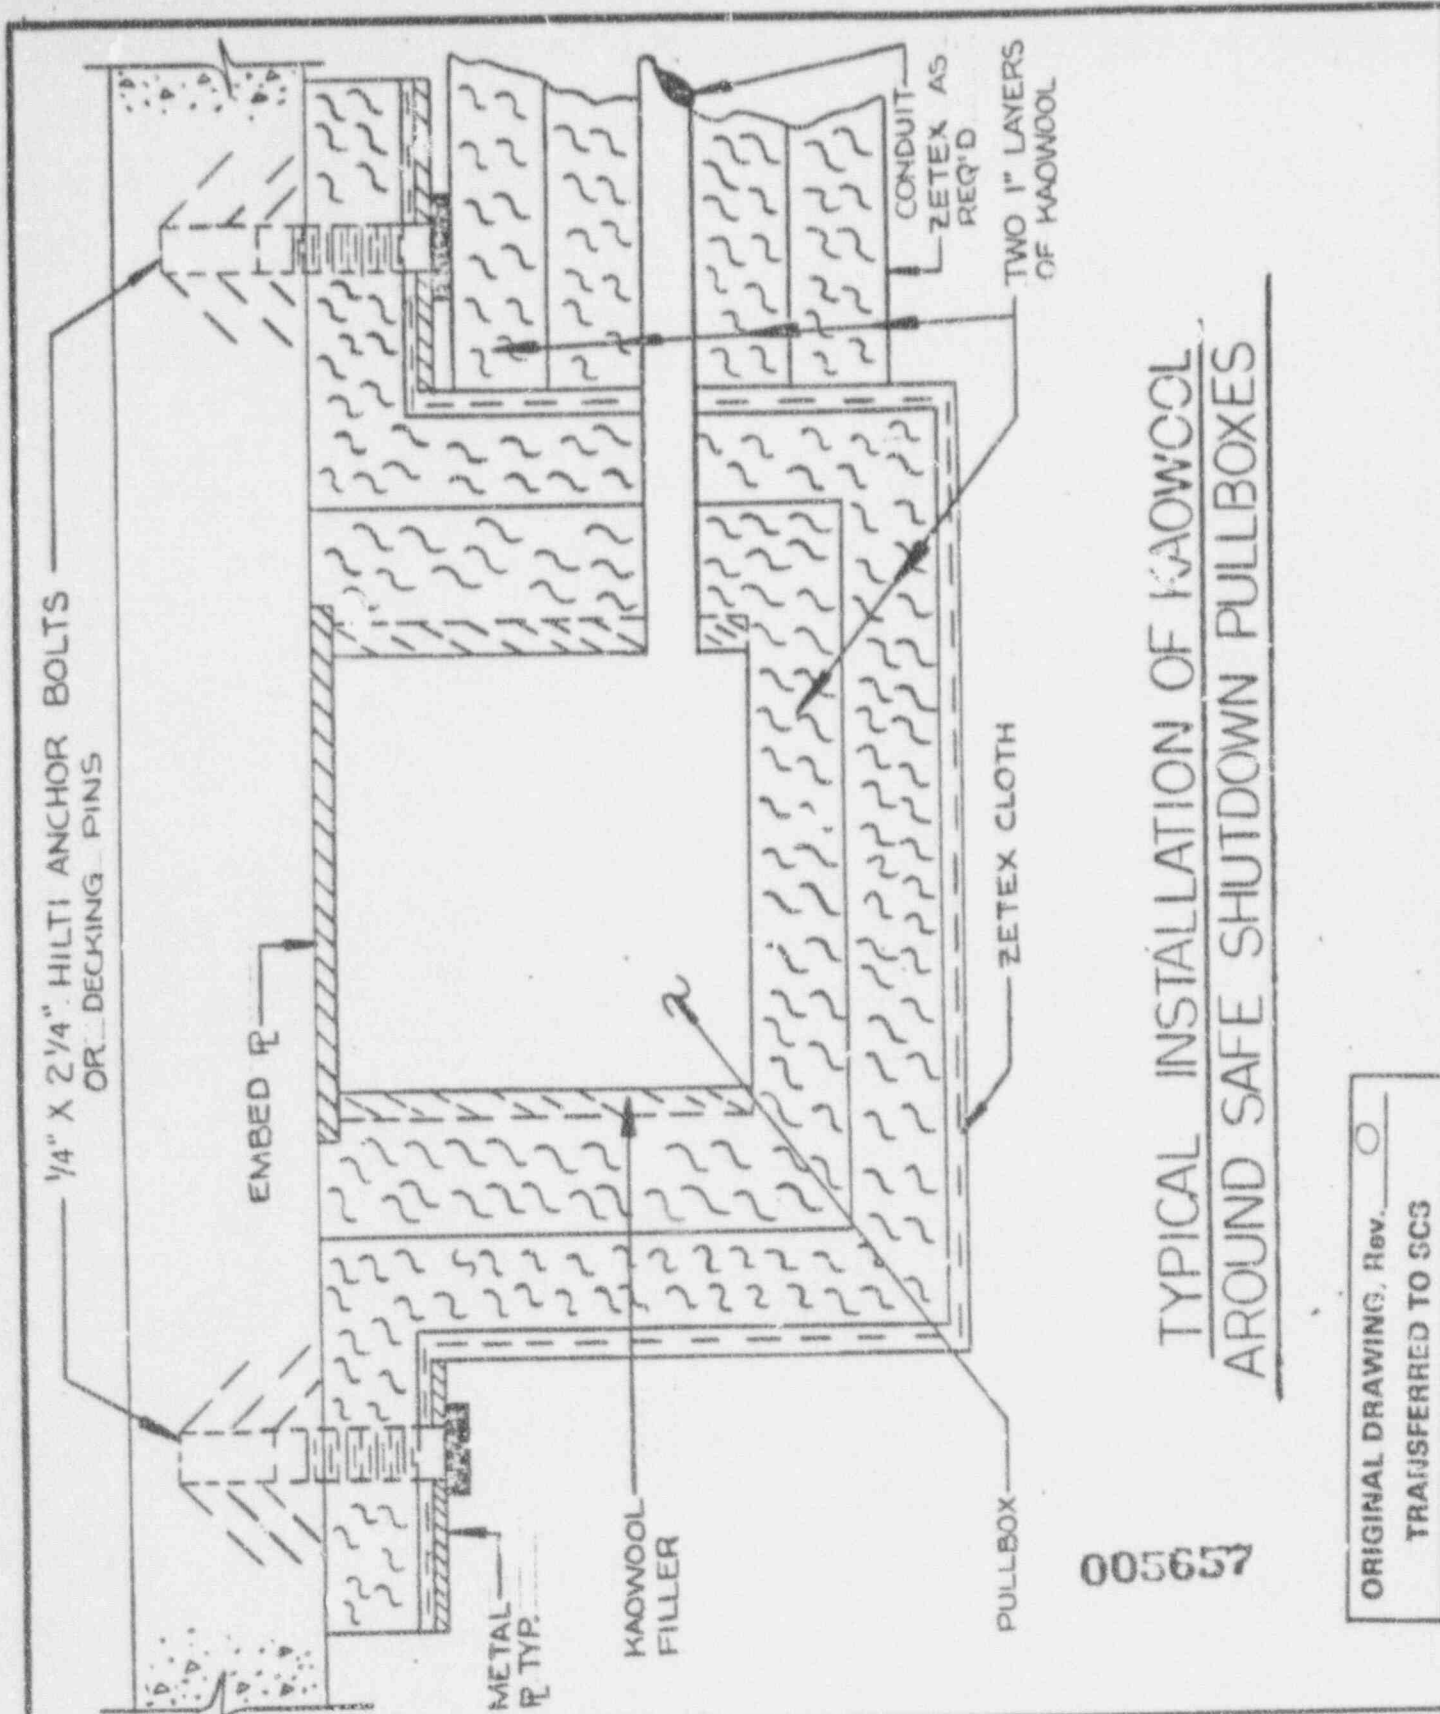 1/4" X 2 1/4" HILTI ANCHOR BOLTS
OR DECKING PINS
EMBED ℄
METAL
℄ TYP.
KAOWOOL
FILLER
PULLBOX
ZETEX CLOTH
CONDUIT
ZETEX AS
REQ'D
TWO 1" LAYERS
OF KAOWOOL
TYPICAL INSTALLATION OF KAOWOOL
AROUND SAFE SHUTDOWN PULLBOXES
005657
ORIGINAL DRAWING, Rev. 0
TRANSFERRED TO SCS